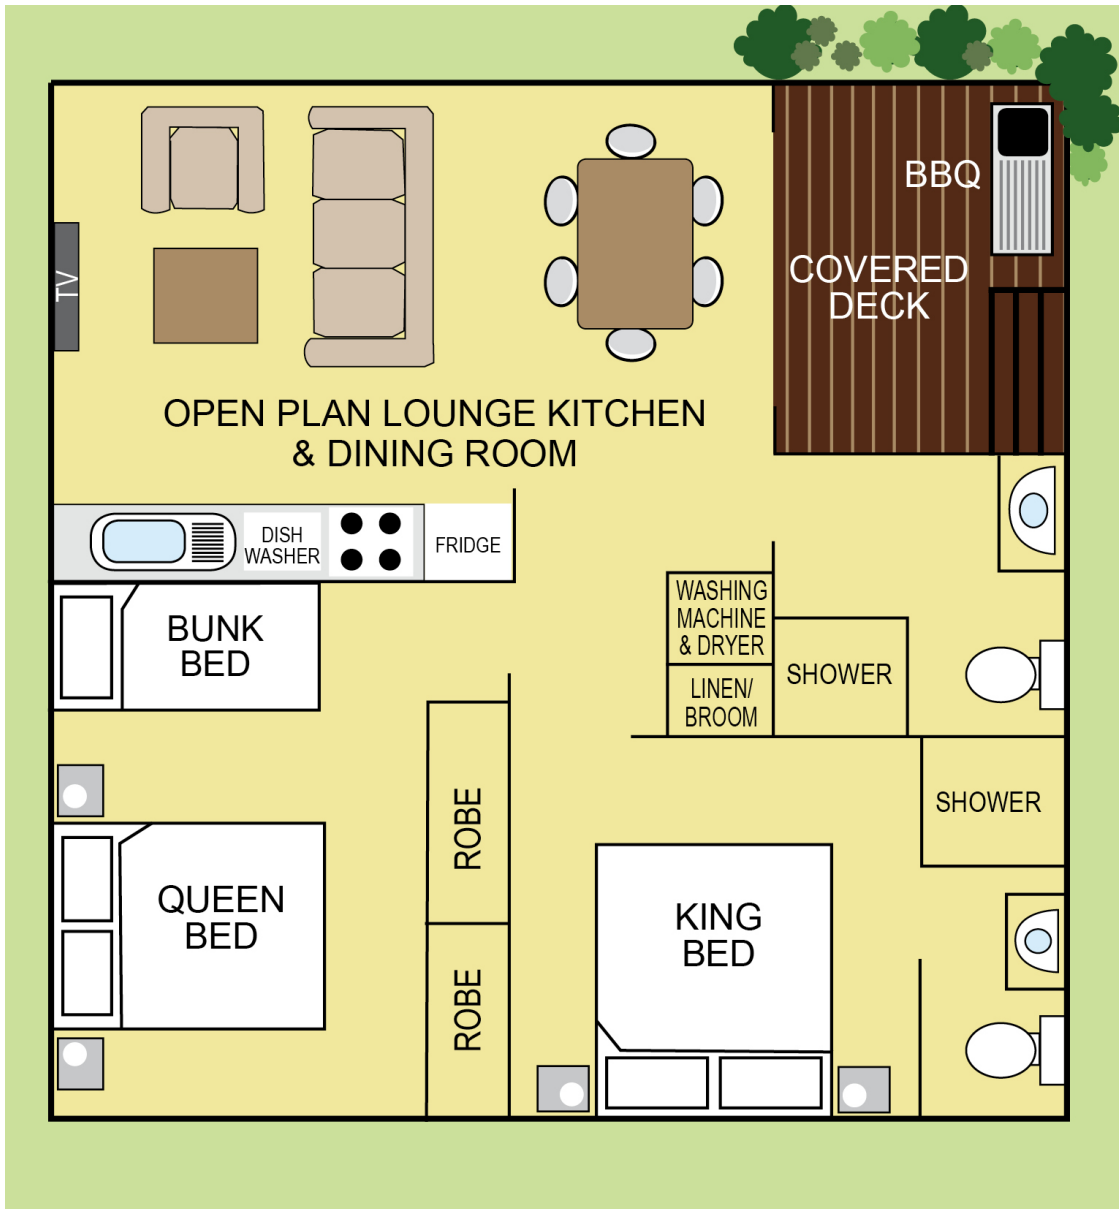 BBQ
TV
COVERED
DECK
OPEN PLAN LOUNGE KITCHEN
& DINING ROOM
DISH
WASHER
FRIDGE
BUNK
BED
WASHING
MACHINE
& DRYER
SHOWER
LINEN/
BROOM
SHOWER
ROBE
QUEEN
BED
KING
BED
ROBE